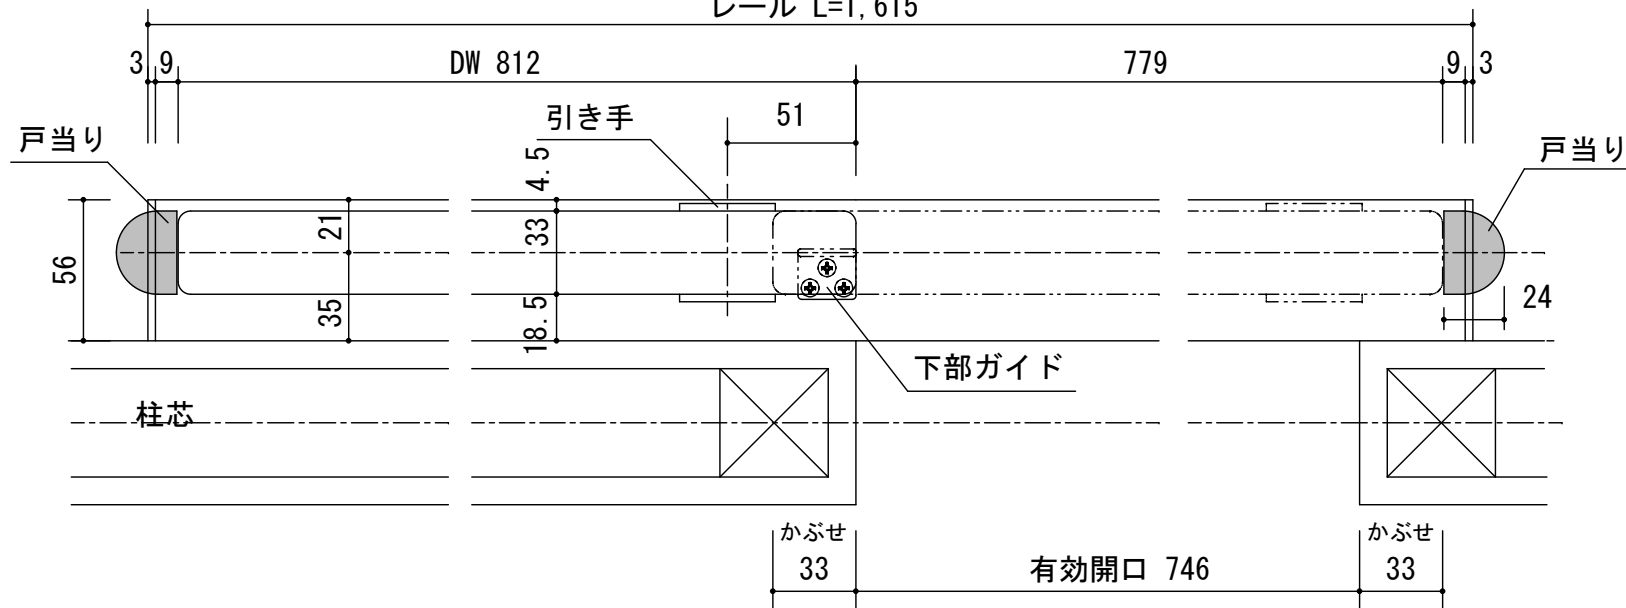 レール L=1,615
3 9 DW 812 779 9 3
引き手 51
戸当り 戸当り
4.5
21 33
56
35 18.5
24
下部ガイド
柱芯
かぶせ かぶせ
33 有効開口 746 33